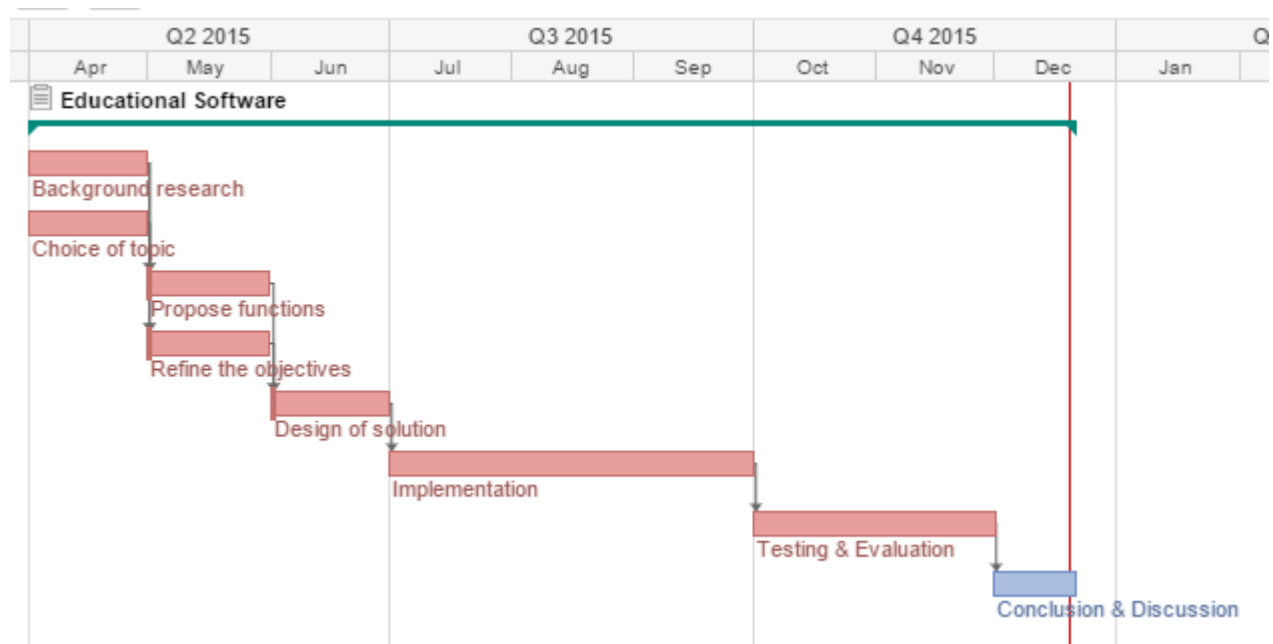 Q2 2015 Q3 2015 Q4 2015 Q
Apr May Jun Jul Aug Sep Oct Nov Dec Jan
Educational Software
Background research
Choice of topic
Propose functions
Refine the objectives
Design of solution
Implementation
Testing & Evaluation
Conclusion & Discussion